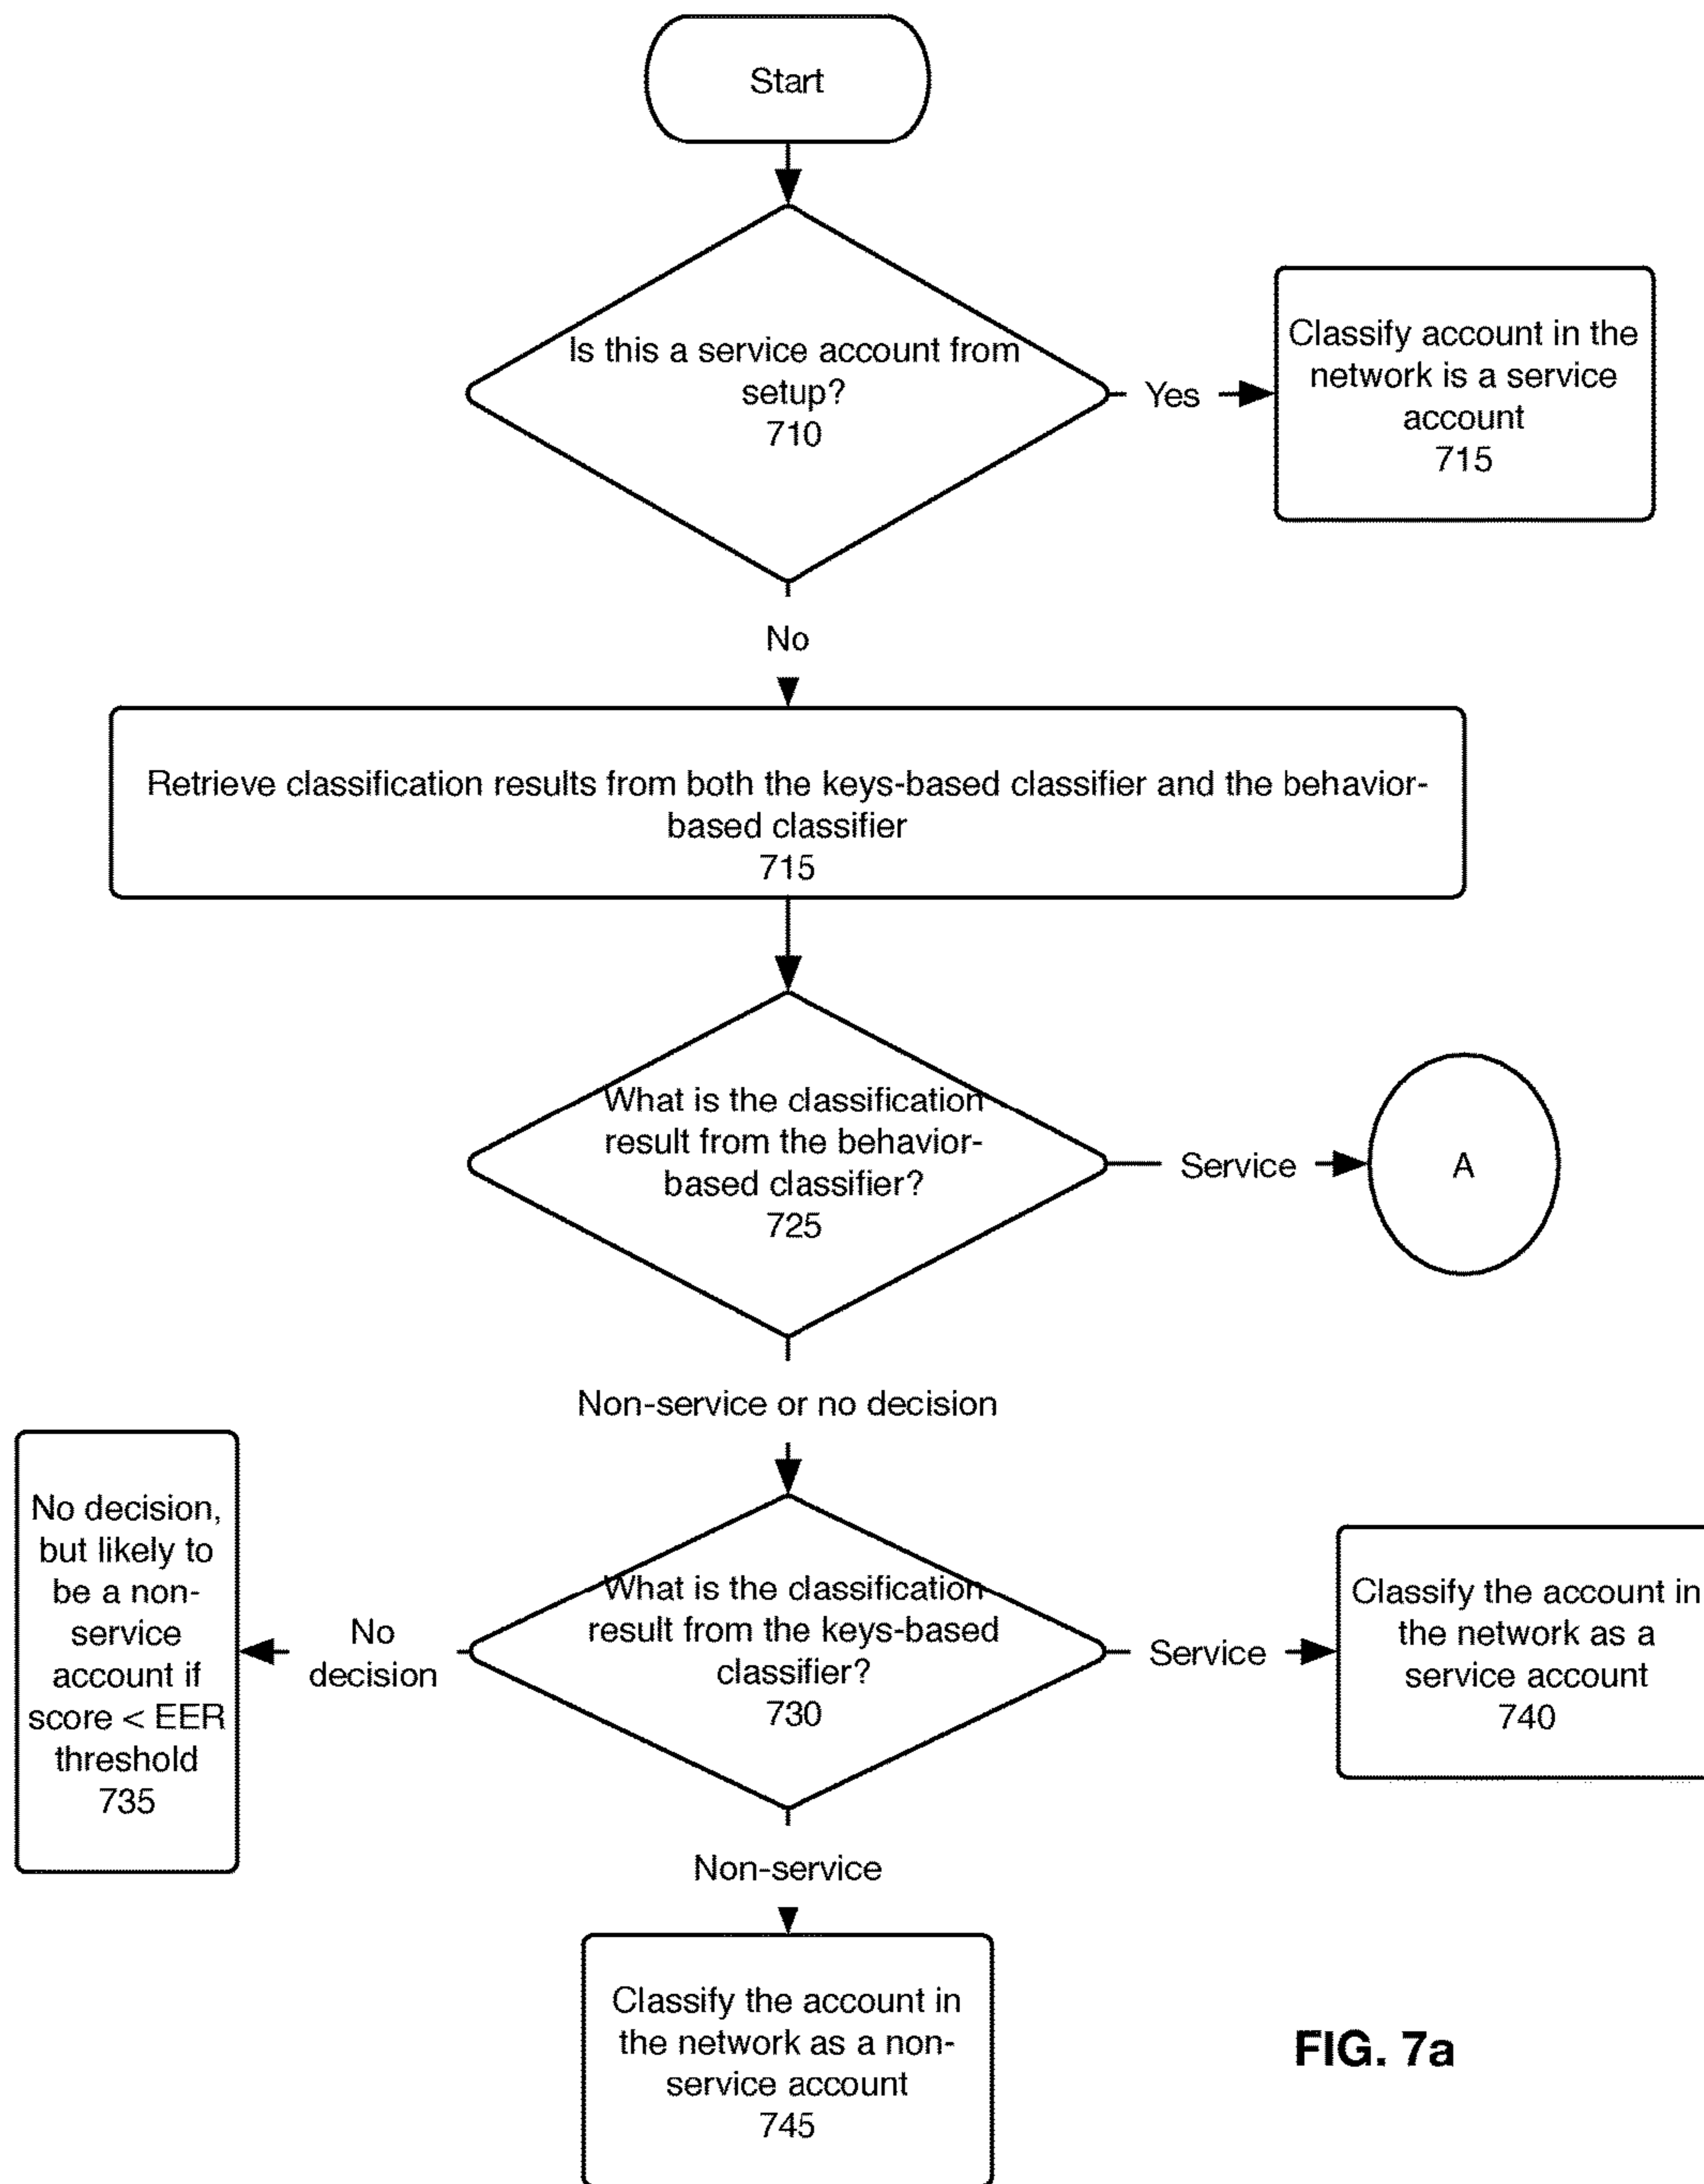 Start
Is this a service account from
setup?
710
Yes
Classify account in the
network is a service
account
715
No
Retrieve classification results from both the keys-based classifier and the behavior-
based classifier
715
What is the classification
result from the behavior-
based classifier?
725
Service
A
Non-service or no decision
No decision,
but likely to
be a non-
service
account if
score < EER
threshold
735
No
decision
What is the classification
result from the keys-based
classifier?
730
Service
Classify the account in
the network as a
service account
740
Non-service
Classify the account in
the network as a non-
service account
745
FIG. 7a